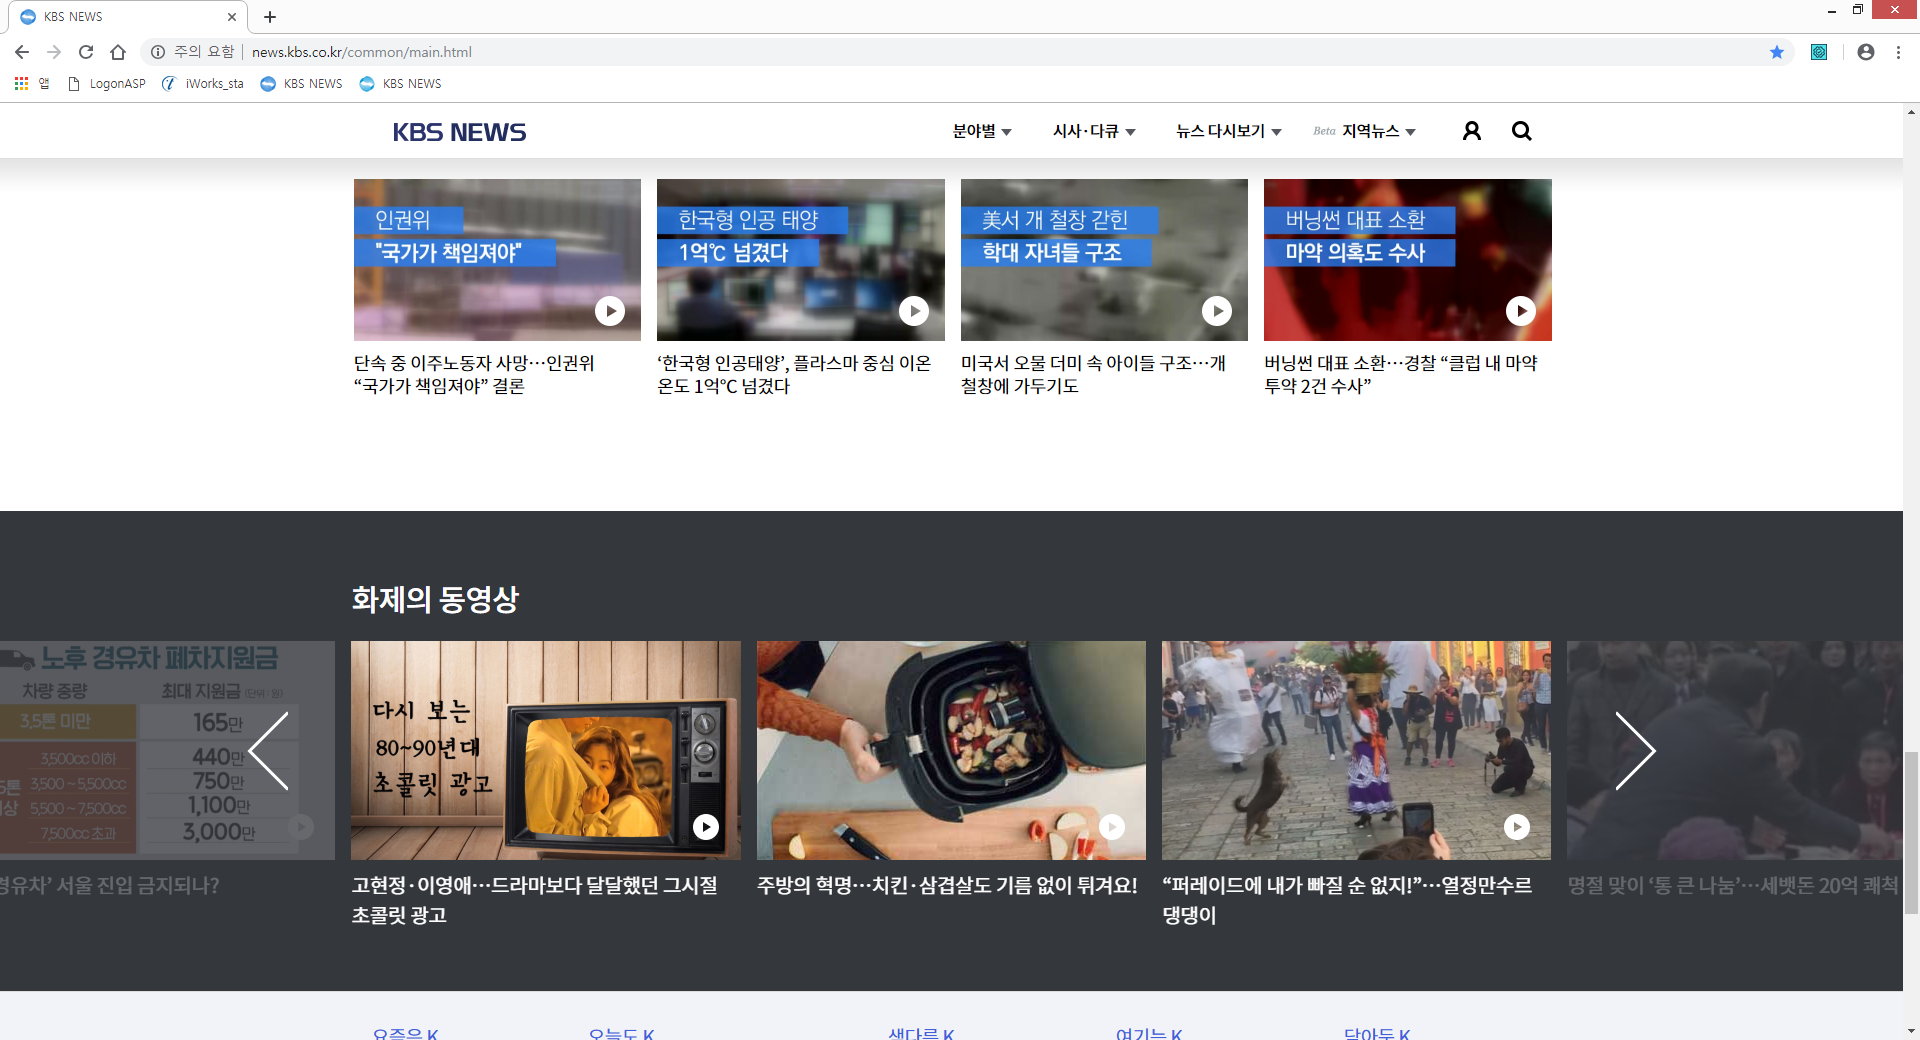 KBS NEWS
주의 요함
news.kbs.co.kr/common/main.html
앱
LogonASP
iWorks_sta
KBS NEWS
KBS NEWS
KBS NEWS
분야별
시사·다큐
뉴스 다시보기
Beta 지역뉴스
인권위
"국가가 책임져야"
한국형 인공 태양
1억℃ 넘겼다
美서 개 철창 갇힌
학대 자녀들 구조
버닝썬 대표 소환
마약 의혹도 수사
단속 중 이주노동자 사망…인권위
“국가가 책임져야” 결론
‘한국형 인공태양’, 플라스마 중심 이온
온도 1억℃ 넘겼다
미국서 오물 더미 속 아이들 구조…개
철창에 가두기도
버닝썬 대표 소환…경찰 “클럽 내 마약
투약 2건 수사”
화제의 동영상
노후 경유차 폐차지원금
차량 중량
최대 지원금 (단위: 원)
3.5톤 미만
165만
3,500cc 이하
440만
3,500 ~ 5,500cc
750만
5,500 ~ 7,500cc
1,100만
7,500cc 초과
3,000만
다시 보는
80~90년대
초콜릿 광고
경유차’ 서울 진입 금지되나?
고현정·이영애…드라마보다 달달했던 그시절
초콜릿 광고
주방의 혁명…치킨·삼겹살도 기름 없이 튀겨요!
“퍼레이드에 내가 빠질 순 없지!”…열정만수르
댕댕이
명절 맞이 ‘통 큰 나눔’…세뱃돈 20억 쾌척
요즘은 K
오늘도 K
색다른 K
여기는 K
담아둔 K